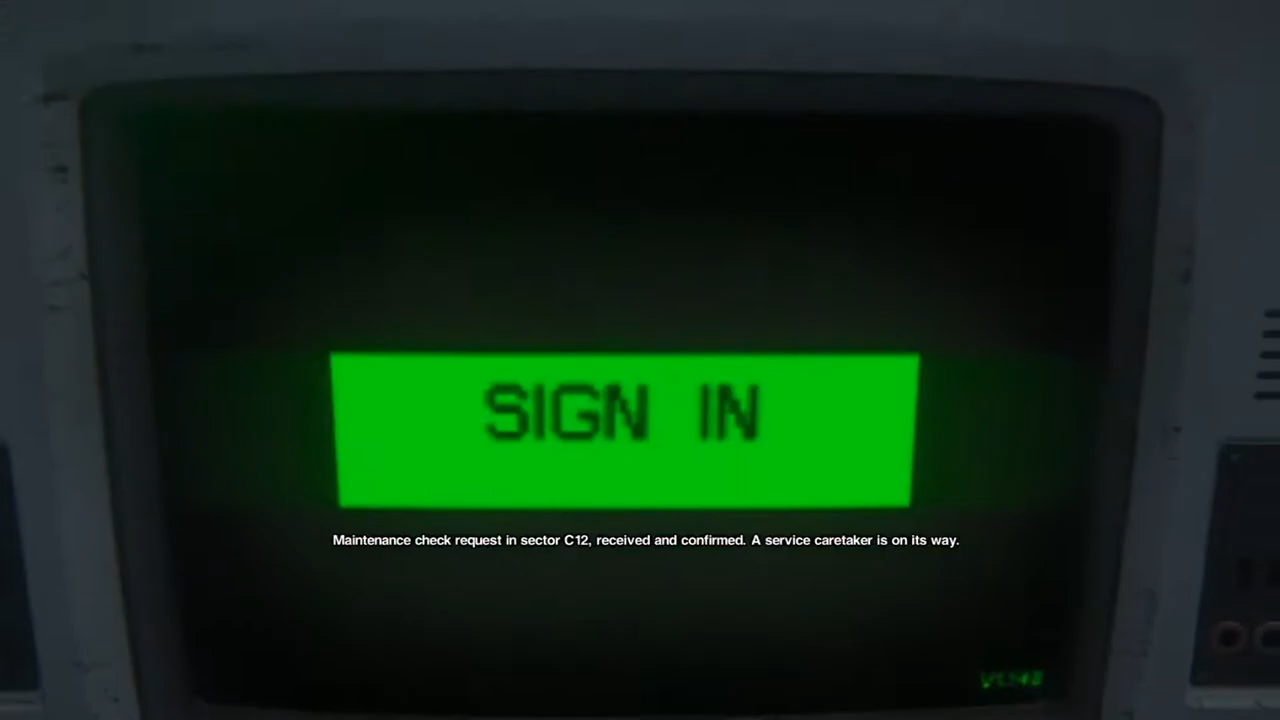 SIGN IN
Maintenance check request in sector C12, received and confirmed. A service caretaker is on its way.